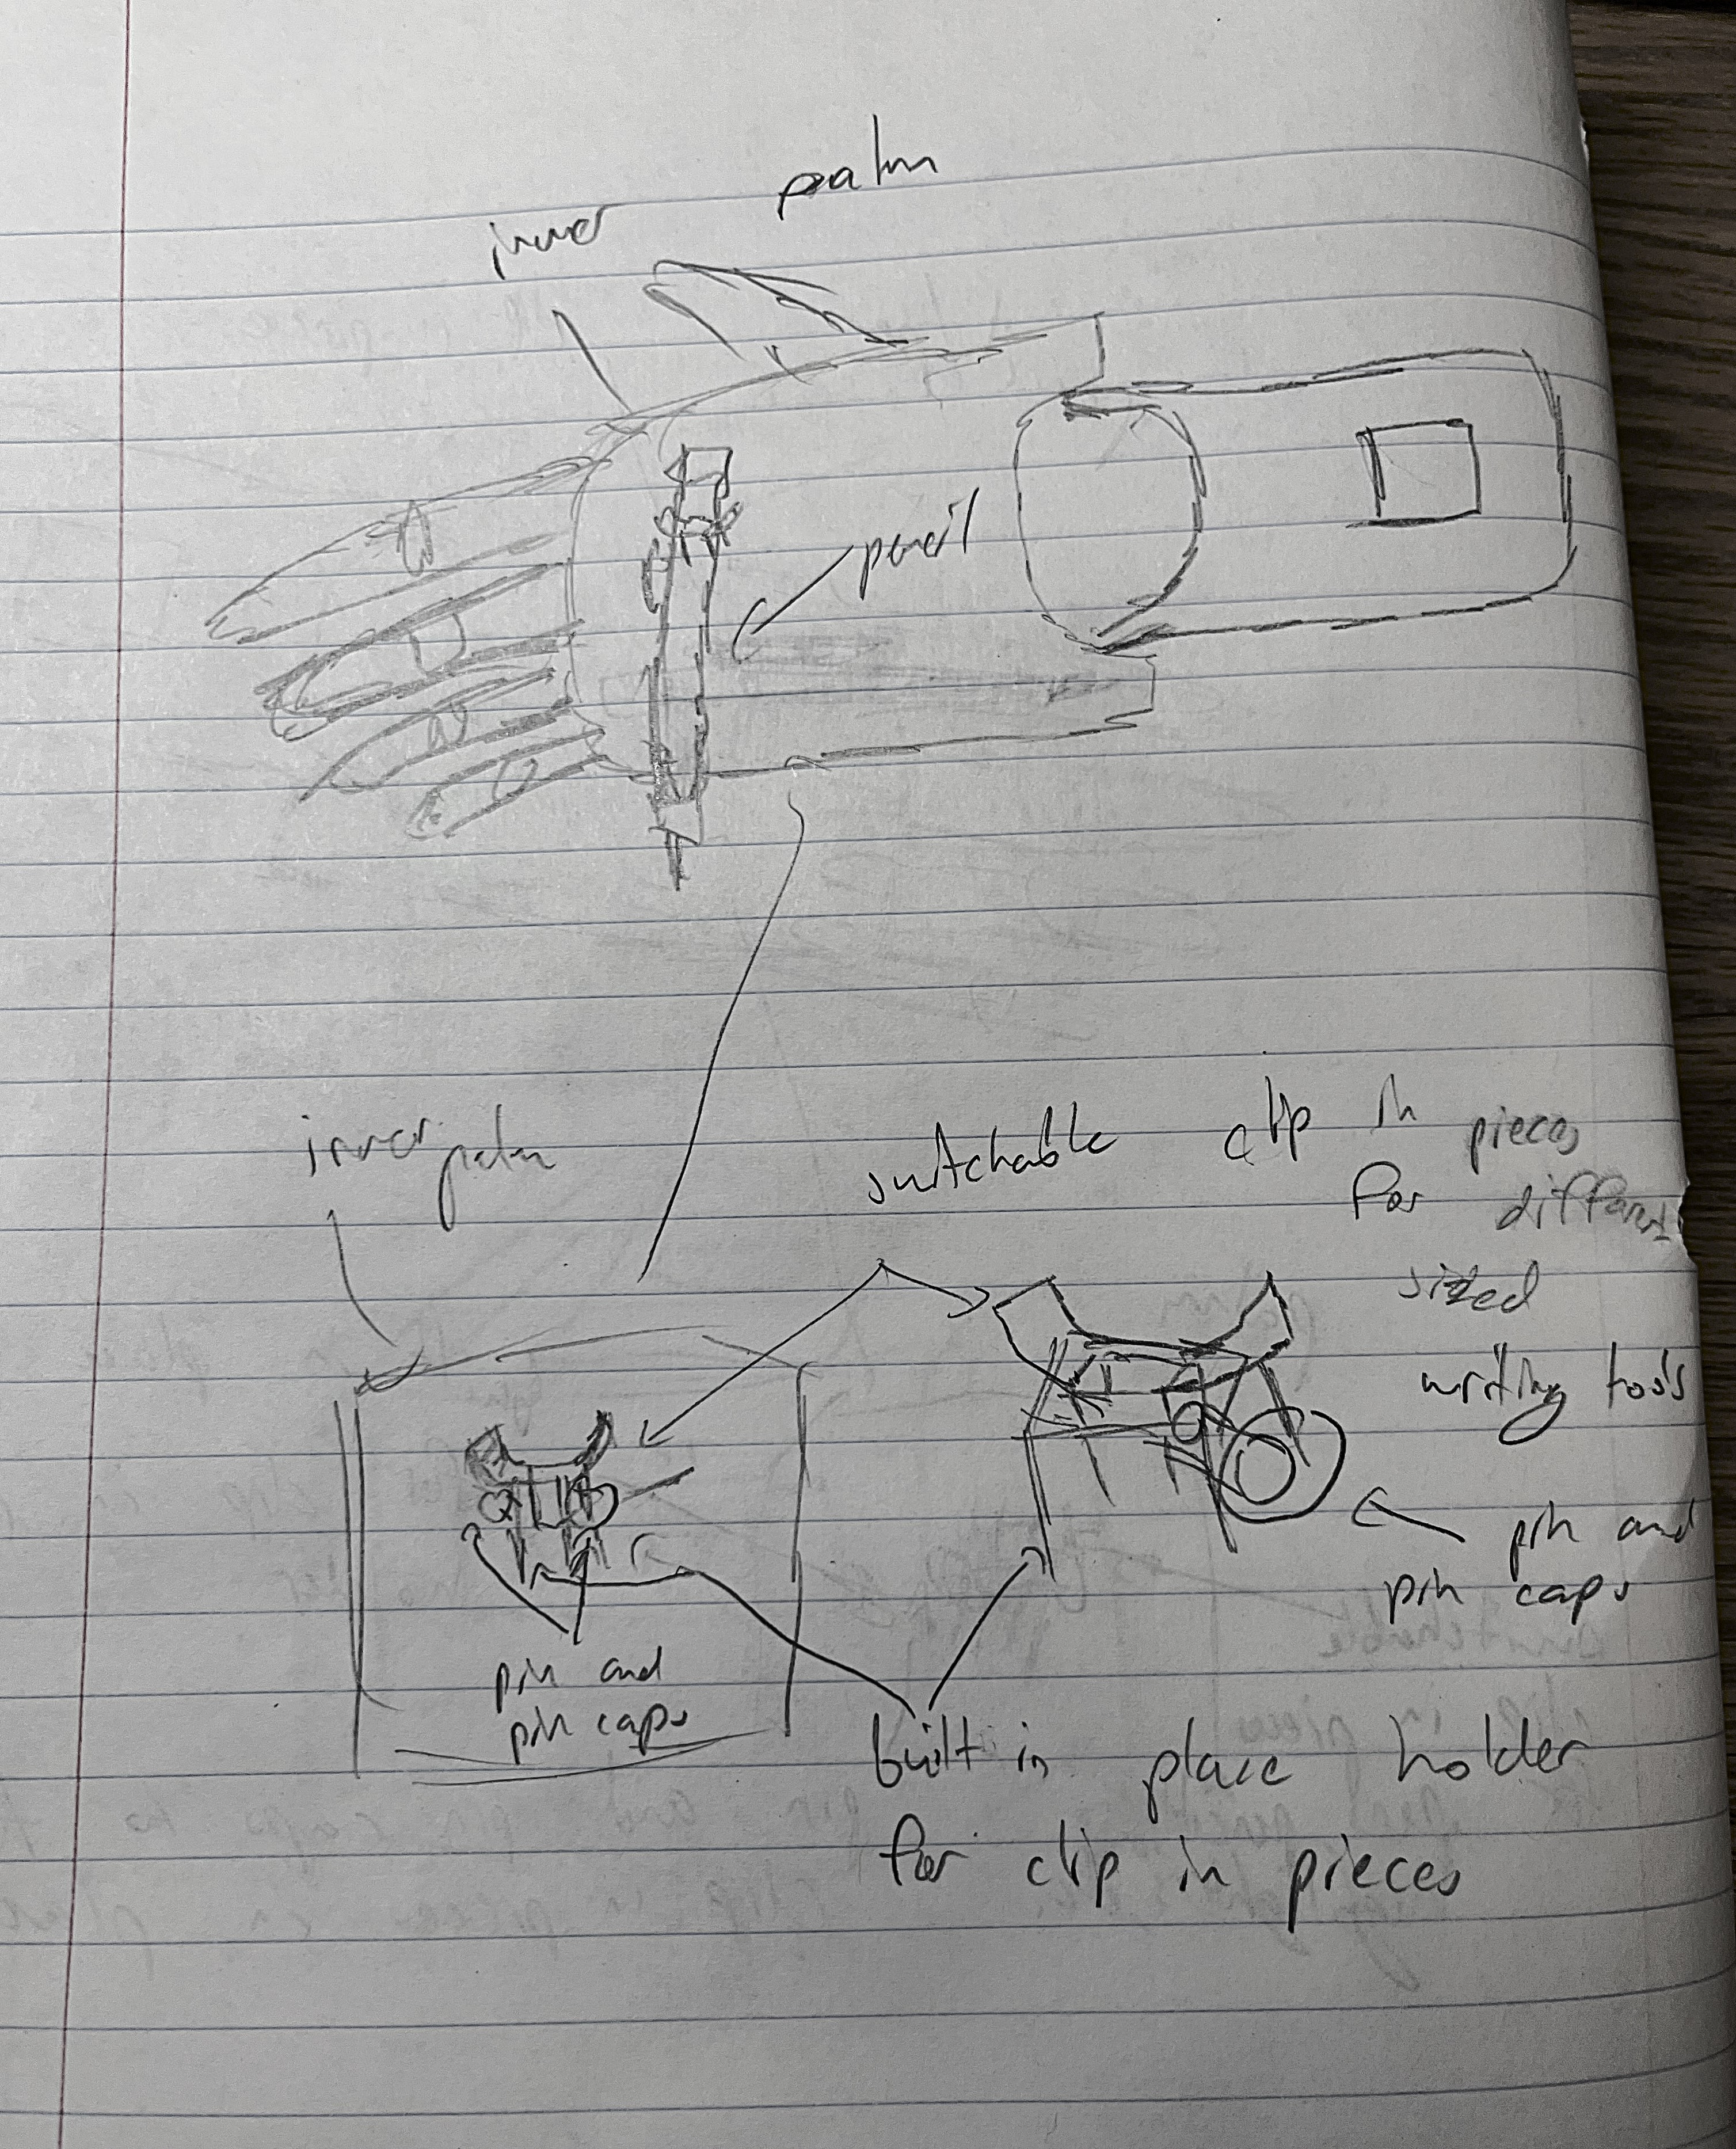 inner palm
pencil
inner palm
switchable clip in pieces
for different
sized
writing tools
pin and
pin caps
pin and
pin caps
built in place holder
for clip in pieces